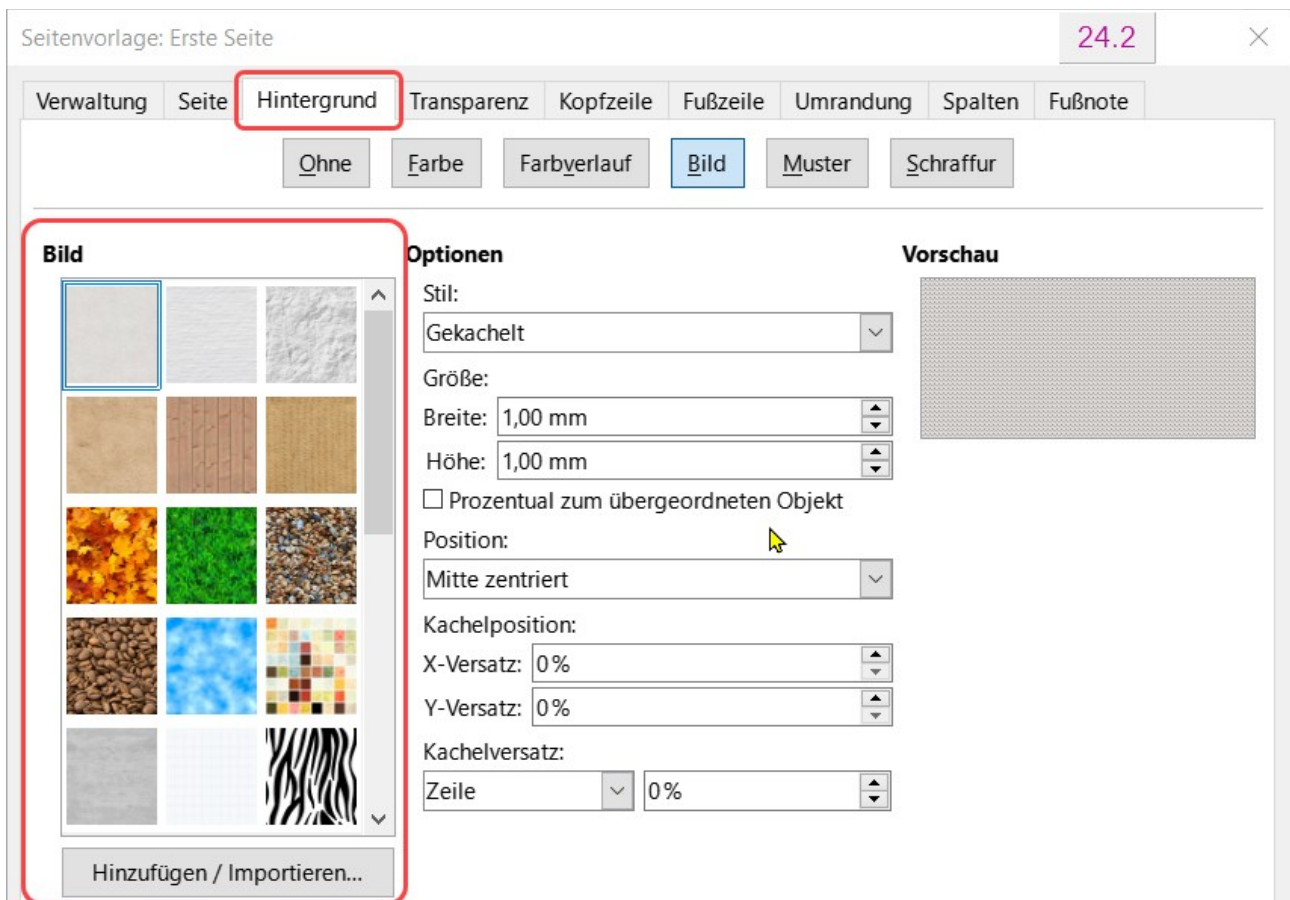 Seitenvorlage: Erste Seite 24.2
Verwaltung Seite Hintergrund Transparenz Kopfzeile Fußzeile Umrandung Spalten Fußnote
Ohne Farbe Farbverlauf Bild Muster Schraffur
Bild
Hinzufügen / Importieren...
Optionen
Stil:
Gekachelt
Größe:
Breite: 1,00 mm
Höhe: 1,00 mm
Prozentual zum übergeordneten Objekt
Position:
Mitte zentriert
Kachelposition:
X-Versatz: 0%
Y-Versatz: 0%
Kachelversatz:
Zeile 0%
Vorschau